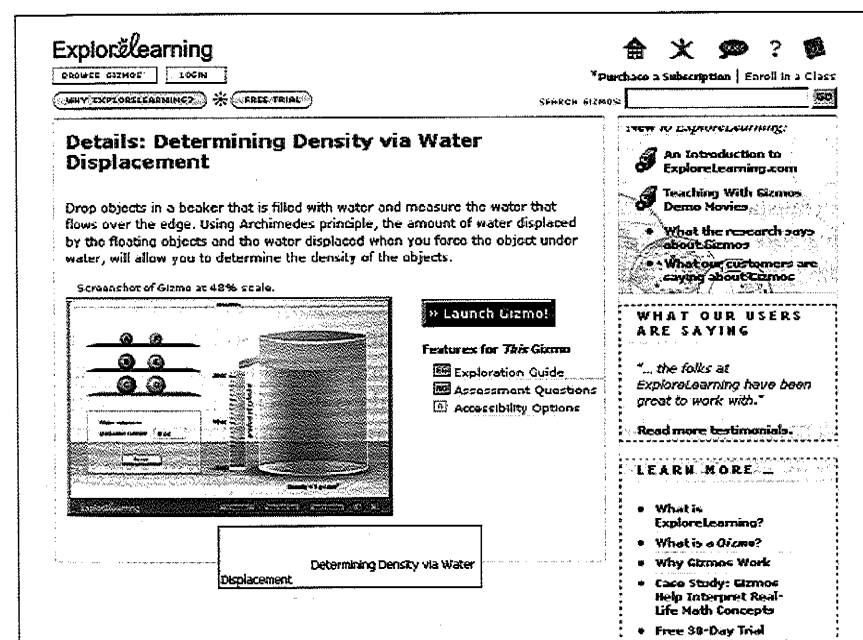 ExploreLearning
BROWSE GIZMOS LOGIN
WHY EXPLORELEARNING? FREE TRIAL
Purchase a Subscription | Enroll in a Class
SEARCH GIZMOS GO
Details: Determining Density via Water
Displacement
Drop objects in a beaker that is filled with water and measure the water that
flows over the edge. Using Archimedes principle, the amount of water displaced
by the floating objects and the water displaced when you force the object under
water, will allow you to determine the density of the objects.
Screenshot of Gizmo at 48% scale.
» Launch Gizmo!
Features for This Gizmo
EG Exploration Guide
AQ Assessment Questions
A Accessibility Options
ExploreLearning
Determining Density via Water
Displacement
New to ExploreLearning?
An Introduction to
ExploreLearning.com
Teaching With Gizmos
Demo Movies
• What the research says
about Gizmos
• What our customers are
saying about Gizmos
WHAT OUR USERS
ARE SAYING
"... the folks at
ExploreLearning have been
great to work with."
Read more testimonials.
LEARN MORE ...
• What is
ExploreLearning?
• What is a Gizmo?
• Why Gizmos Work
• Case Study: Gizmos
Help Interpret Real-
Life Math Concepts
• Free 30-Day Trial